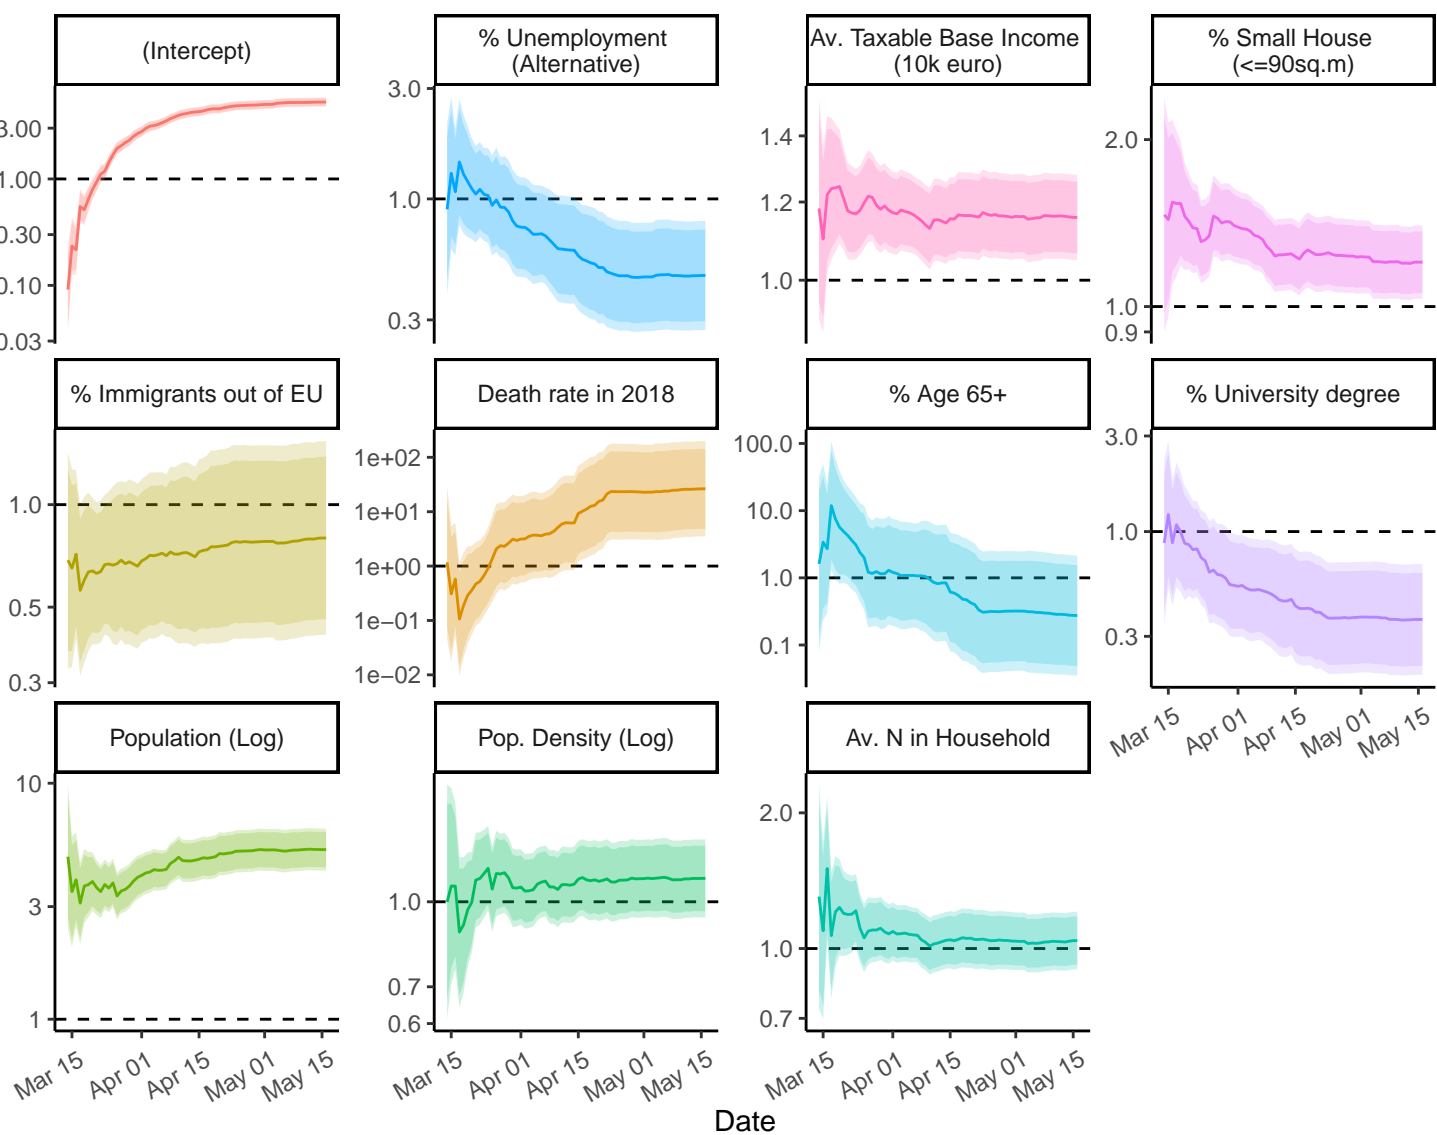 (Intercept)
% Unemployment
(Alternative)
Av. Taxable Base Income
(10k euro)
% Small House
(<=90sq.m)
3.00
1.00
0.30
0.10
0.03
3.0
1.0
0.3
1.4
1.2
1.0
2.0
1.0
0.9
% Immigrants out of EU
Death rate in 2018
% Age 65+
% University degree
1.0
0.5
0.3
1e+02
1e+01
1e+00
1e−01
1e−02
100.0
10.0
1.0
0.1
3.0
1.0
0.3
Mar 15
Apr 01
Apr 15
May 01
May 15
Population (Log)
Pop. Density (Log)
Av. N in Household
10
3
1
1.0
0.7
0.6
2.0
1.0
0.7
Mar 15
Apr 01
Apr 15
May 01
May 15
Mar 15
Apr 01
Apr 15
May 01
May 15
Mar 15
Apr 01
Apr 15
May 01
May 15
Date